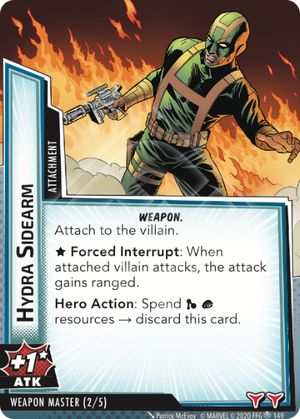 HYDRA SIDEARM
ATTACHMENT
WEAPON.
Attach to the villain.
★ Forced Interrupt: When
attached villain attacks, the attack
gains ranged.
Hero Action: Spend
resources → discard this card.
+1★
ATK
WEAPON MASTER (2/5)
Patrick McEvoy © MARVEL © 2020 FFG 149